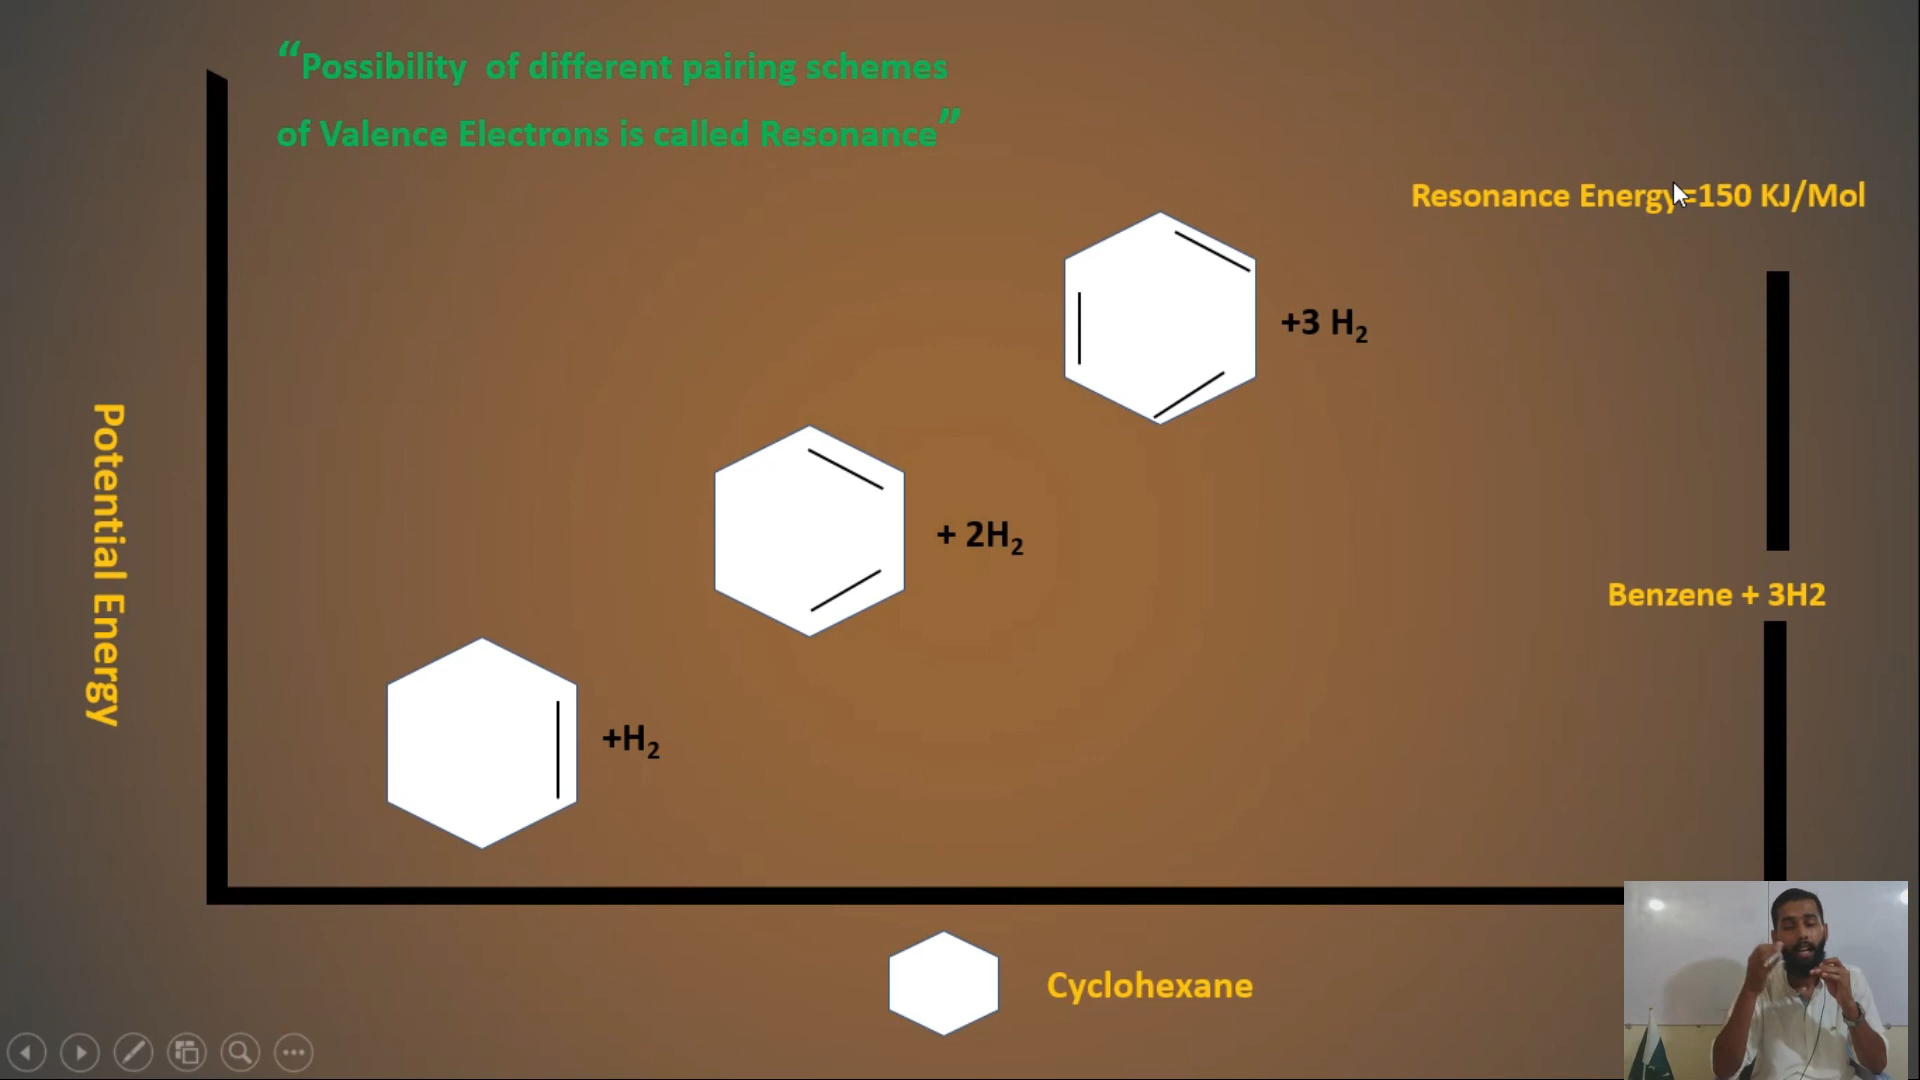 “Possibility of different pairing schemes
of Valence Electrons is called Resonance”
Resonance Energy=150 KJ/Mol
+3 H₂
+ 2H₂
Potential Energy
Benzene + 3H2
+H₂
Cyclohexane